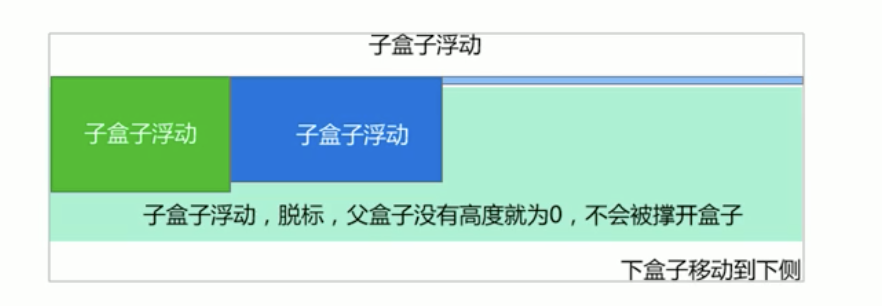 子盒子浮动
子盒子浮动
子盒子浮动
子盒子浮动，脱标，父盒子没有高度就为0，不会被撑开盒子
下盒子移动到下侧